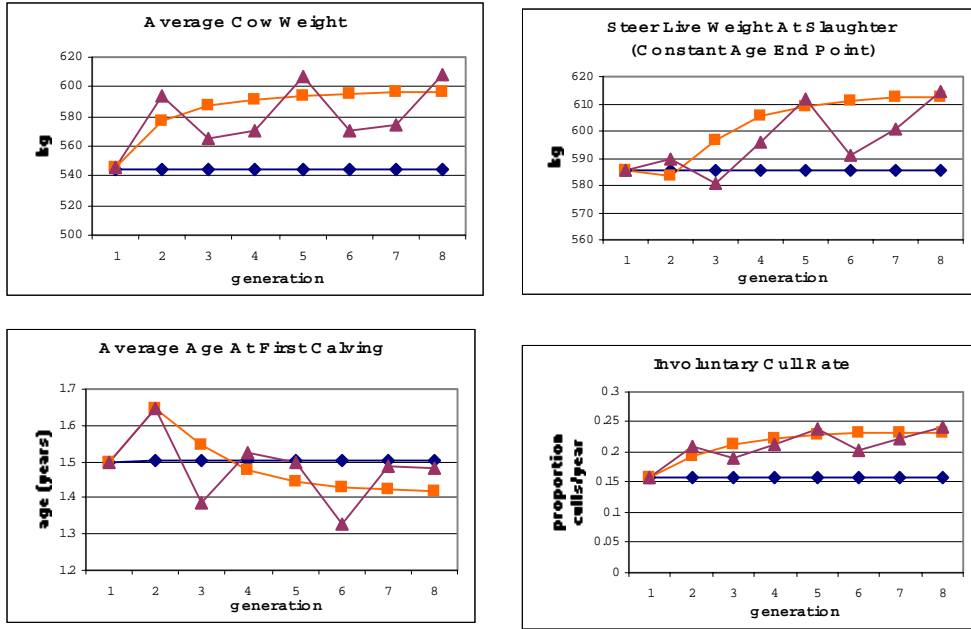 Average Cow Weight
620
600
580
560
540
520
500
kg
1 2 3 4 5 6 7 8
generation
Steer Live Weight At Slaughter
(Constant Age End Point)
620
610
600
590
580
570
560
kg
1 2 3 4 5 6 7 8
generation
Average Age At First Calving
1.7
1.6
1.5
1.4
1.3
1.2
age (years)
1 2 3 4 5 6 7 8
generation
Involuntary Cull Rate
0.3
0.25
0.2
0.15
0.1
0.05
0
proportion
culls/year
1 2 3 4 5 6 7 8
generation